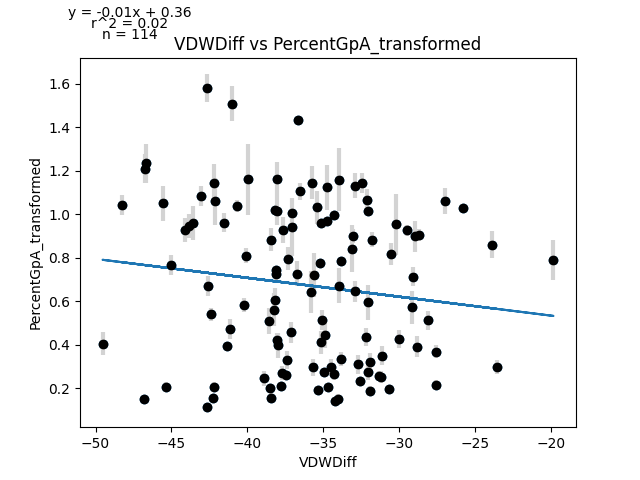 y = -0.01x + 0.36
r^2 = 0.02
n = 114
VDWDiff vs PercentGpA_transformed
1.6
1.4
1.2
1.0
0.8
0.6
0.4
0.2
PercentGpA_transformed
−50 −45 −40 −35 −30 −25 −20
VDWDiff